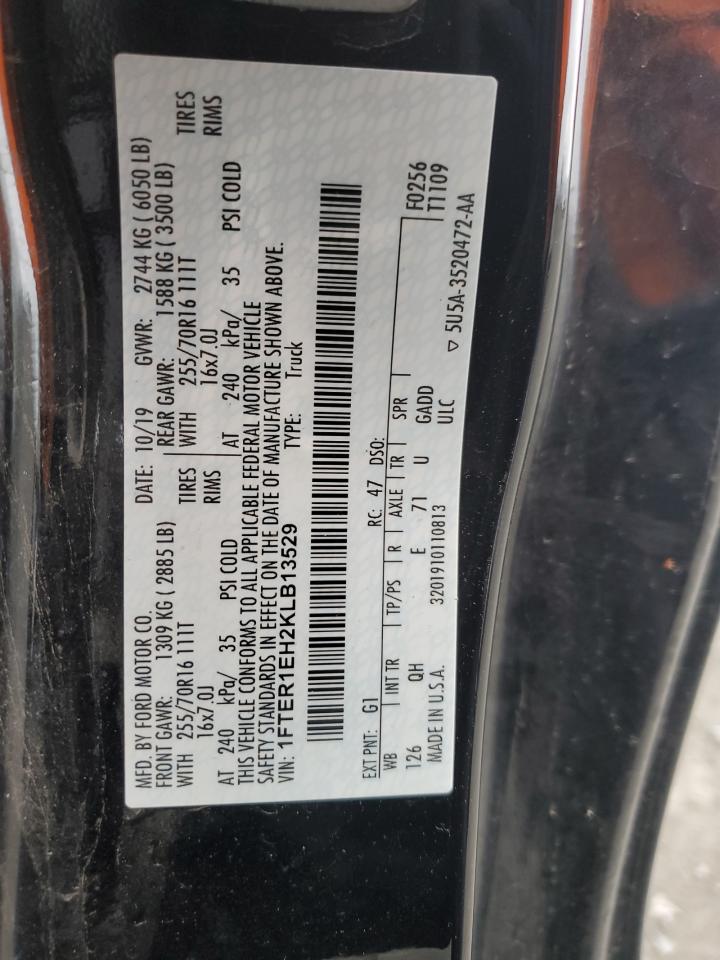 MFD. BY FORD MOTOR CO.
DATE: 10/19 GVWR: 2744 KG ( 6050 LB)
FRONT GAWR: 1309 KG ( 2885 LB) REAR GAWR: 1588 KG ( 3500 LB)
WITH 255/70R16 111T TIRES WITH 255/70R16 111T TIRES
16x7.0J RIMS 16x7.0J RIMS
AT 240 kPa/ 35 PSI COLD AT 240 kPa/ 35 PSI COLD
THIS VEHICLE CONFORMS TO ALL APPLICABLE FEDERAL MOTOR VEHICLE
SAFETY STANDARDS IN EFFECT ON THE DATE OF MANUFACTURE SHOWN ABOVE.
VIN: 1FTER1EH2KLB13529 TYPE: Truck
F0256
EXT PNT: G1 RC: 47 DSO: T1109
WB INT TR TP/PS R AXLE TR SPR
126 QH E 71 U GADD
MADE IN U.S.A. 3201910110813 ULC
▽ 5U5A-3520472-AA